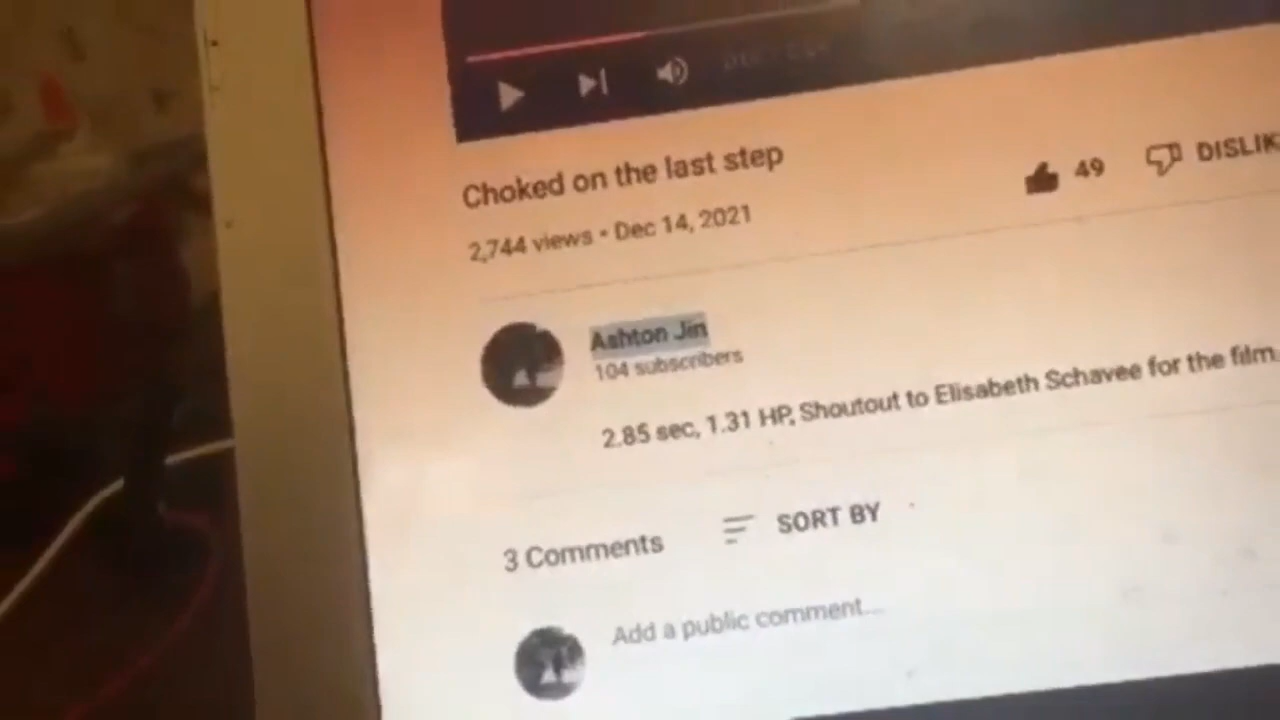 Choked on the last step
2,744 views • Dec 14, 2021
49
DISLIK
Ashton Jin
104 subscribers
2.85 sec, 1.31 HP, Shoutout to Elisabeth Schavee for the film.
3 Comments
SORT BY
Add a public comment...